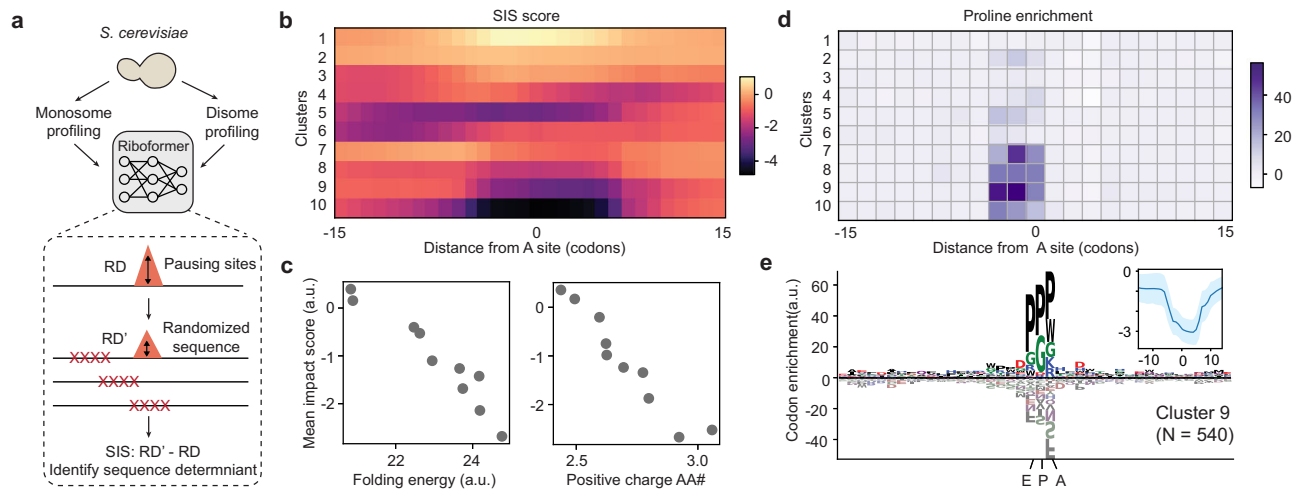 a
S. cerevisiae
Monosome
profiling
Disome
profiling
Riboformer
RD
Pausing sites
RD'
Randomized
sequence
XXXX
XXXX
XXXX
SIS: RD' - RD
Identify sequence determniant
b
SIS score
Clusters
1
2
3
4
5
6
7
8
9
10
-15
0
15
Distance from A site (codons)
0
-2
-4
c
Mean impact score (a.u.)
0
-1
-2
22
24
Folding energy (a.u.)
0
-1
-2
2.5
3.0
Positive charge AA#
d
Proline enrichment
Clusters
1
2
3
4
5
6
7
8
9
10
-15
0
15
Distance from A site (codons)
40
20
0
e
Codon enrichment(a.u.)
60
40
20
0
-20
-40
P P P
W
G G G
E P A
0
-3
-10 0 10
Cluster 9
(N = 540)